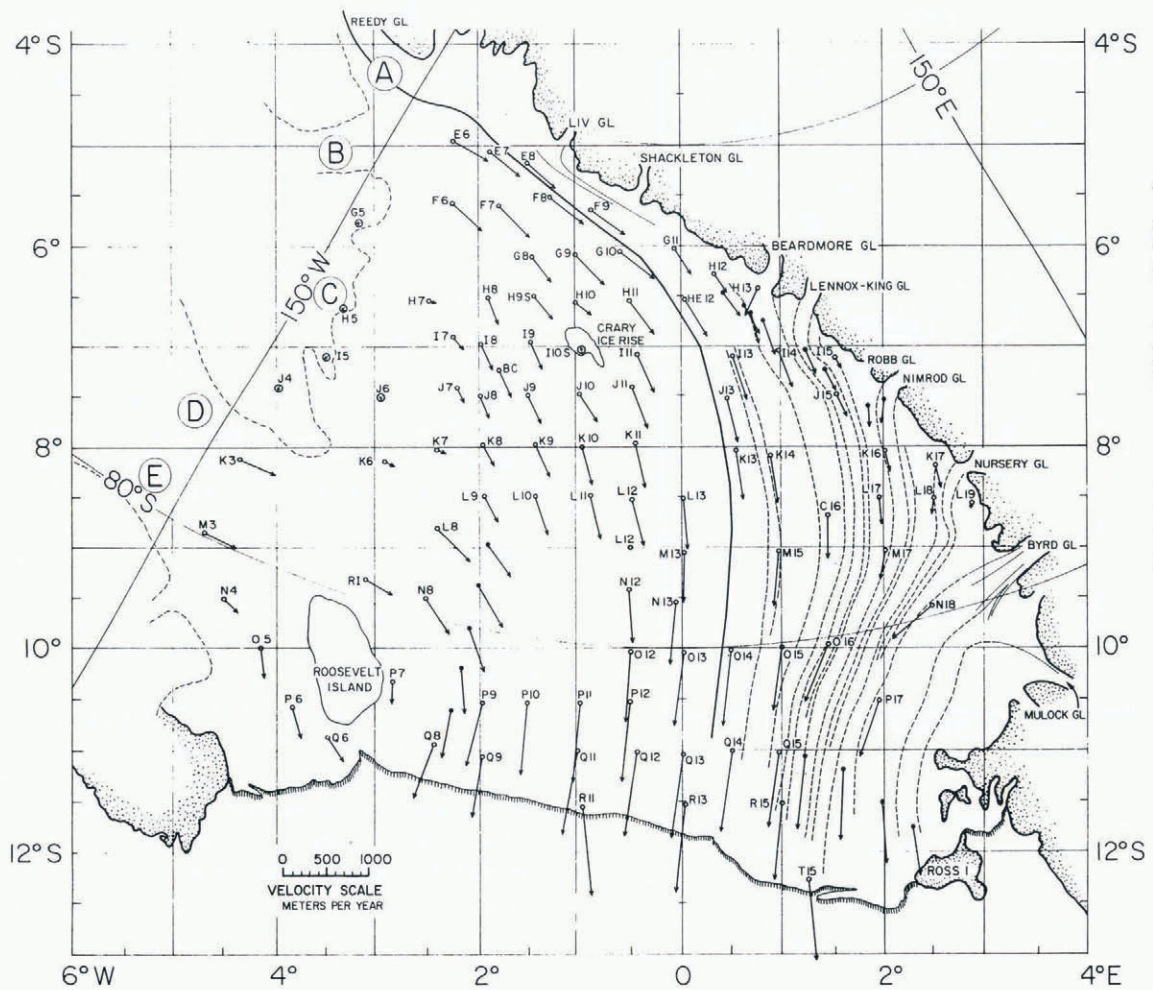 REEDY GL
4°S
4°S
A
150°E
LIV GL
E6
B
E7
E8
SHACKLETON GL
F6
F7
F8
F9
G5
G11
6°
6°
G8
G9
G10
BEARDMORE GL
150°W
H12
C
H7
H8
H9S
H10
H11
HE12
H13
LENNOX-KING GL
H5
CRARY
ICE RISE
I5
I7
I8
I9
I10S
I11
I13
I14
I15
ROBB GL
BC
J4
J6
J7
J8
J9
J10
J11
J13
J15
NIMROD GL
D
8°
8°
K3
K6
K7
K8
K9
K10
K11
K13
K14
K16
K17
NURSERY GL
E
80°S
L9
L10
L11
L12
L13
L17
L18
L19
C16
M3
L8
L12
M13
M15
M17
BYRD GL
R1
N4
N8
N12
N13
N18
10°
10°
O5
O12
O13
O14
O15
O16
ROOSEVELT
ISLAND
P7
P6
P9
P10
P11
P12
P17
MULOCK GL
Q6
Q8
Q9
Q11
Q12
Q13
Q14
Q15
R11
R13
R15
12°S
12°S
0 500 1000
VELOCITY SCALE
METERS PER YEAR
T15
ROSS I
6°W
4°
2°
0
2°
4°E